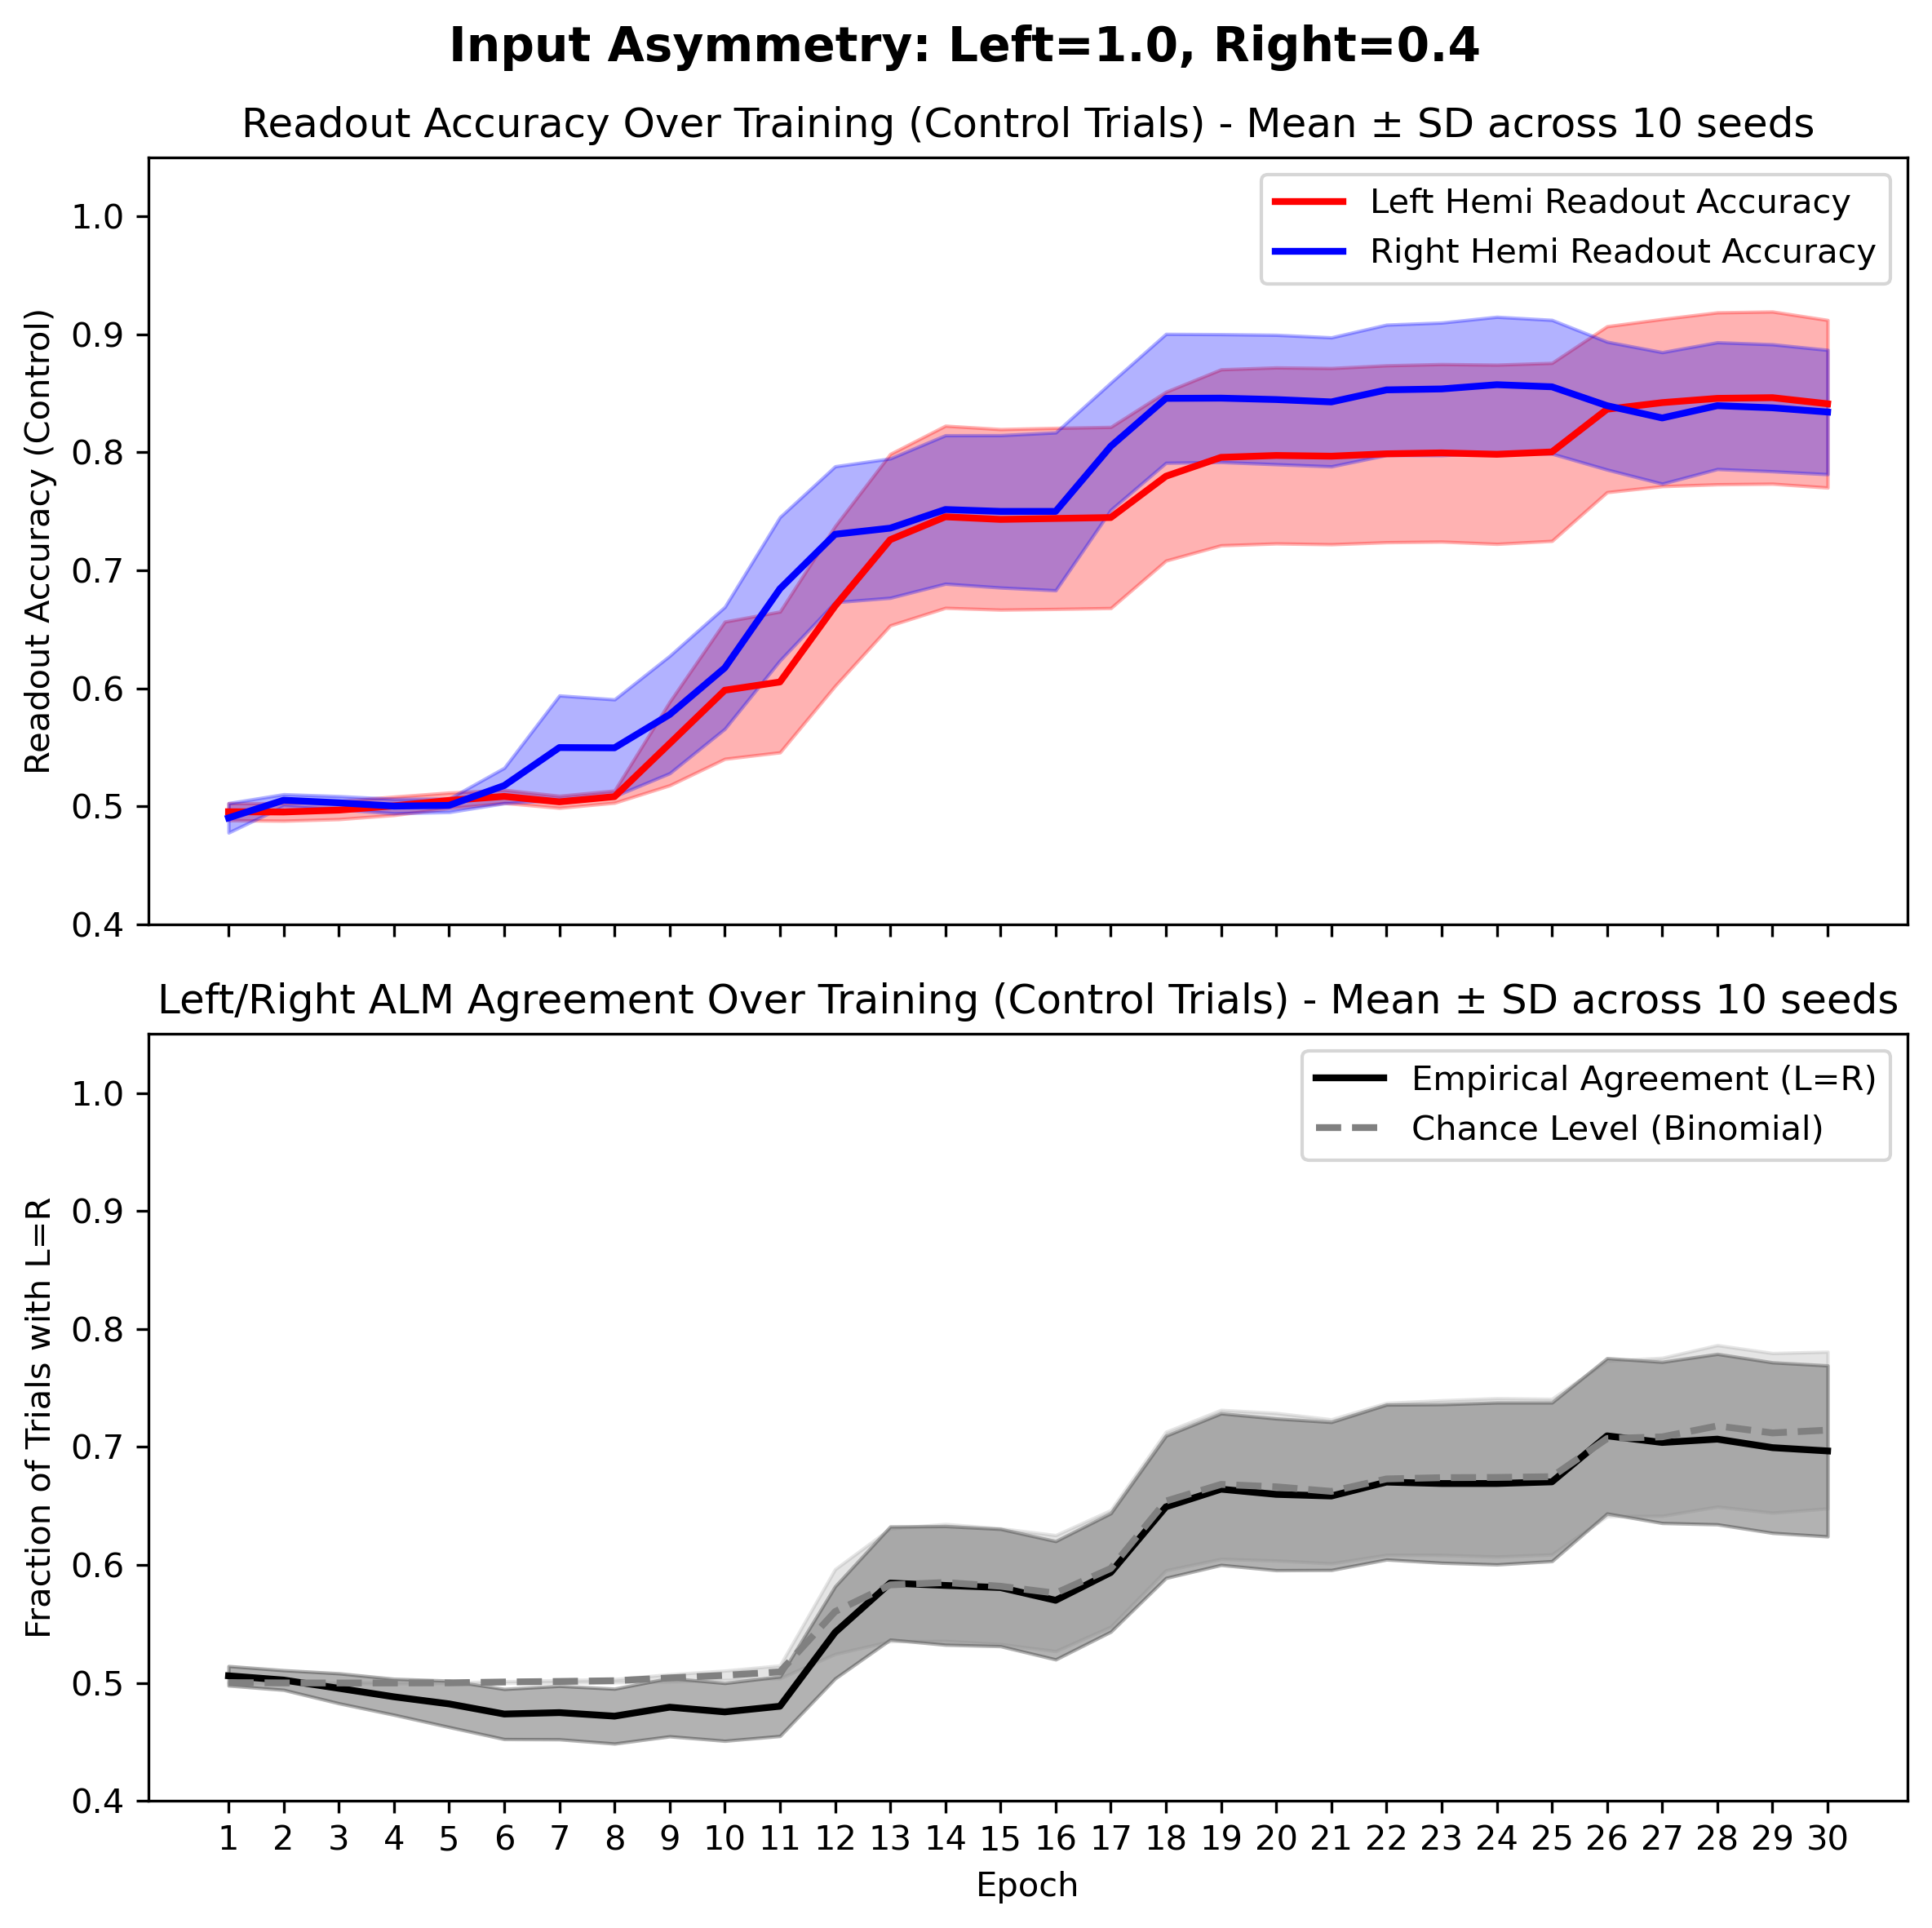 Input Asymmetry: Left=1.0, Right=0.4
Readout Accuracy Over Training (Control Trials) - Mean ± SD across 10 seeds
Left Hemi Readout Accuracy
Right Hemi Readout Accuracy
Readout Accuracy (Control)
1.0
0.9
0.8
0.7
0.6
0.5
0.4
Left/Right ALM Agreement Over Training (Control Trials) - Mean ± SD across 10 seeds
Empirical Agreement (L=R)
Chance Level (Binomial)
Fraction of Trials with L=R
1.0
0.9
0.8
0.7
0.6
0.5
0.4
1 2 3 4 5 6 7 8 9 10 11 12 13 14 15 16 17 18 19 20 21 22 23 24 25 26 27 28 29 30
Epoch